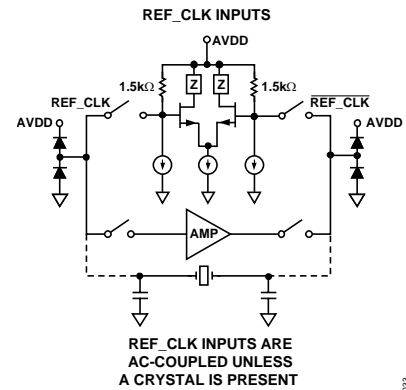 REF_CLK INPUTS
AVDD
1.5kΩ
Z
Z
1.5kΩ
REF_CLK
REF_CLK
AVDD
AVDD
AMP
REF_CLK INPUTS ARE
AC-COUPLED UNLESS
A CRYSTAL IS PRESENT